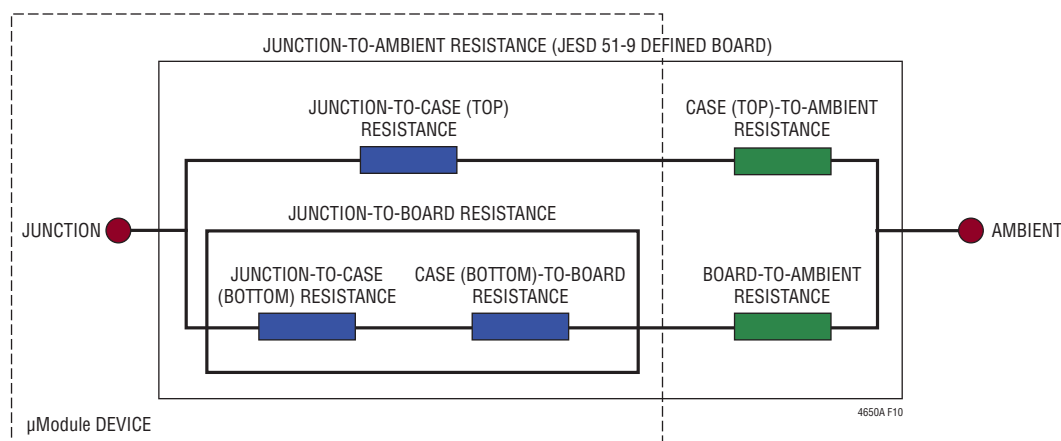 JUNCTION-TO-AMBIENT RESISTANCE (JESD 51-9 DEFINED BOARD)
JUNCTION-TO-CASE (TOP)
RESISTANCE
CASE (TOP)-TO-AMBIENT
RESISTANCE
JUNCTION-TO-BOARD RESISTANCE
JUNCTION
AMBIENT
JUNCTION-TO-CASE
(BOTTOM) RESISTANCE
CASE (BOTTOM)-TO-BOARD
RESISTANCE
BOARD-TO-AMBIENT
RESISTANCE
4650A F10
µModule DEVICE